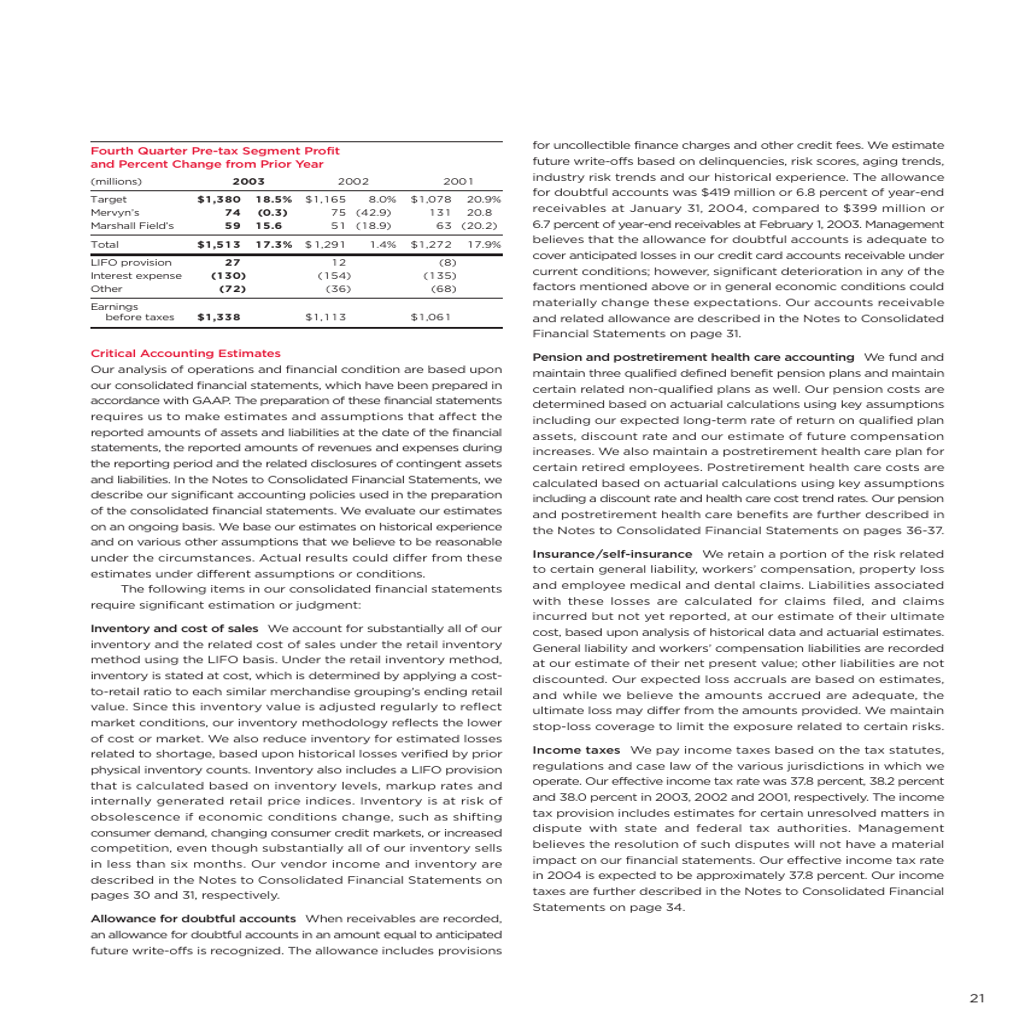 Fourth Quarter Pre-tax Segment Profit
and Percent Change from Prior Year
(millions) 2003 2002 2001
Target $1,380 18.5% $1,165 8.0% $1,078 20.9%
Mervyn's 74 (0.3) 75 (42.9) 131 20.8
Marshall Field's 59 15.6 51 (18.9) 63 (20.2)
Total $1,513 17.3% $1,291 1.4% $1,272 17.9%
LIFO provision 27 12 (8)
Interest expense (130) (154) (135)
Other (72) (36) (68)
Earnings
before taxes $1,338 $1,113 $1,061
Critical Accounting Estimates
Our analysis of operations and financial condition are based upon
our consolidated financial statements, which have been prepared in
accordance with GAAP. The preparation of these financial statements
requires us to make estimates and assumptions that affect the
reported amounts of assets and liabilities at the date of the financial
statements, the reported amounts of revenues and expenses during
the reporting period and the related disclosures of contingent assets
and liabilities. In the Notes to Consolidated Financial Statements, we
describe our significant accounting policies used in the preparation
of the consolidated financial statements. We evaluate our estimates
on an ongoing basis. We base our estimates on historical experience
and on various other assumptions that we believe to be reasonable
under the circumstances. Actual results could differ from these
estimates under different assumptions or conditions.
The following items in our consolidated financial statements
require significant estimation or judgment:
Inventory and cost of sales We account for substantially all of our
inventory and the related cost of sales under the retail inventory
method using the LIFO basis. Under the retail inventory method,
inventory is stated at cost, which is determined by applying a cost-
to-retail ratio to each similar merchandise grouping's ending retail
value. Since this inventory value is adjusted regularly to reflect
market conditions, our inventory methodology reflects the lower
of cost or market. We also reduce inventory for estimated losses
related to shortage, based upon historical losses verified by prior
physical inventory counts. Inventory also includes a LIFO provision
that is calculated based on inventory levels, markup rates and
internally generated retail price indices. Inventory is at risk of
obsolescence if economic conditions change, such as shifting
consumer demand, changing consumer credit markets, or increased
competition, even though substantially all of our inventory sells
in less than six months. Our vendor income and inventory are
described in the Notes to Consolidated Financial Statements on
pages 30 and 31, respectively.
Allowance for doubtful accounts When receivables are recorded,
an allowance for doubtful accounts in an amount equal to anticipated
future write-offs is recognized. The allowance includes provisions
for uncollectible finance charges and other credit fees. We estimate
future write-offs based on delinquencies, risk scores, aging trends,
industry risk trends and our historical experience. The allowance
for doubtful accounts was $419 million or 6.8 percent of year-end
receivables at January 31, 2004, compared to $399 million or
6.7 percent of year-end receivables at February 1, 2003. Management
believes that the allowance for doubtful accounts is adequate to
cover anticipated losses in our credit card accounts receivable under
current conditions; however, significant deterioration in any of the
factors mentioned above or in general economic conditions could
materially change these expectations. Our accounts receivable
and related allowance are described in the Notes to Consolidated
Financial Statements on page 31.
Pension and postretirement health care accounting We fund and
maintain three qualified defined benefit pension plans and maintain
certain related non-qualified plans as well. Our pension costs are
determined based on actuarial calculations using key assumptions
including our expected long-term rate of return on qualified plan
assets, discount rate and our estimate of future compensation
increases. We also maintain a postretirement health care plan for
certain retired employees. Postretirement health care costs are
calculated based on actuarial calculations using key assumptions
including a discount rate and health care cost trend rates. Our pension
and postretirement health care benefits are further described in
the Notes to Consolidated Financial Statements on pages 36-37.
Insurance/self-insurance We retain a portion of the risk related
to certain general liability, workers' compensation, property loss
and employee medical and dental claims. Liabilities associated
with these losses are calculated for claims filed, and claims
incurred but not yet reported, at our estimate of their ultimate
cost, based upon analysis of historical data and actuarial estimates.
General liability and workers' compensation liabilities are recorded
at our estimate of their net present value; other liabilities are not
discounted. Our expected loss accruals are based on estimates,
and while we believe the amounts accrued are adequate, the
ultimate loss may differ from the amounts provided. We maintain
stop-loss coverage to limit the exposure related to certain risks.
Income taxes We pay income taxes based on the tax statutes,
regulations and case law of the various jurisdictions in which we
operate. Our effective income tax rate was 37.8 percent, 38.2 percent
and 38.0 percent in 2003, 2002 and 2001, respectively. The income
tax provision includes estimates for certain unresolved matters in
dispute with state and federal tax authorities. Management
believes the resolution of such disputes will not have a material
impact on our financial statements. Our effective income tax rate
in 2004 is expected to be approximately 37.8 percent. Our income
taxes are further described in the Notes to Consolidated Financial
Statements on page 34.
21